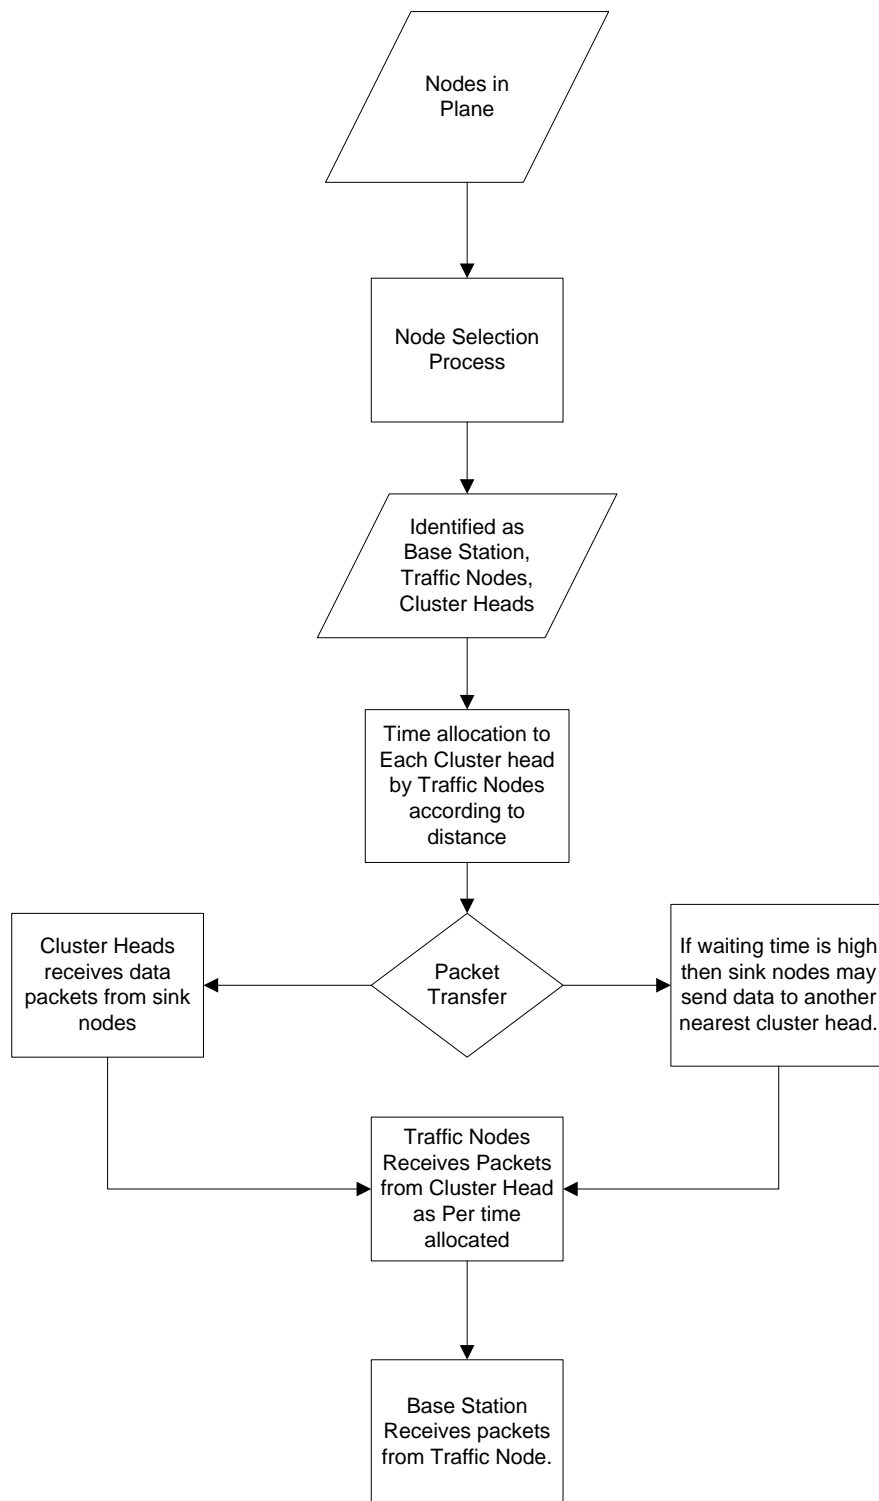 Nodes in
Plane
Node Selection
Process
Identified as
Base Station,
Traffic Nodes,
Cluster Heads
Time allocation to
Each Cluster head
by Traffic Nodes
according to
distance
Cluster Heads
receives data
packets from sink
nodes
Packet
Transfer
If waiting time is high
then sink nodes may
send data to another
nearest cluster head.
Traffic Nodes
Receives Packets
from Cluster Head
as Per time
allocated
Base Station
Receives packets
from Traffic Node.